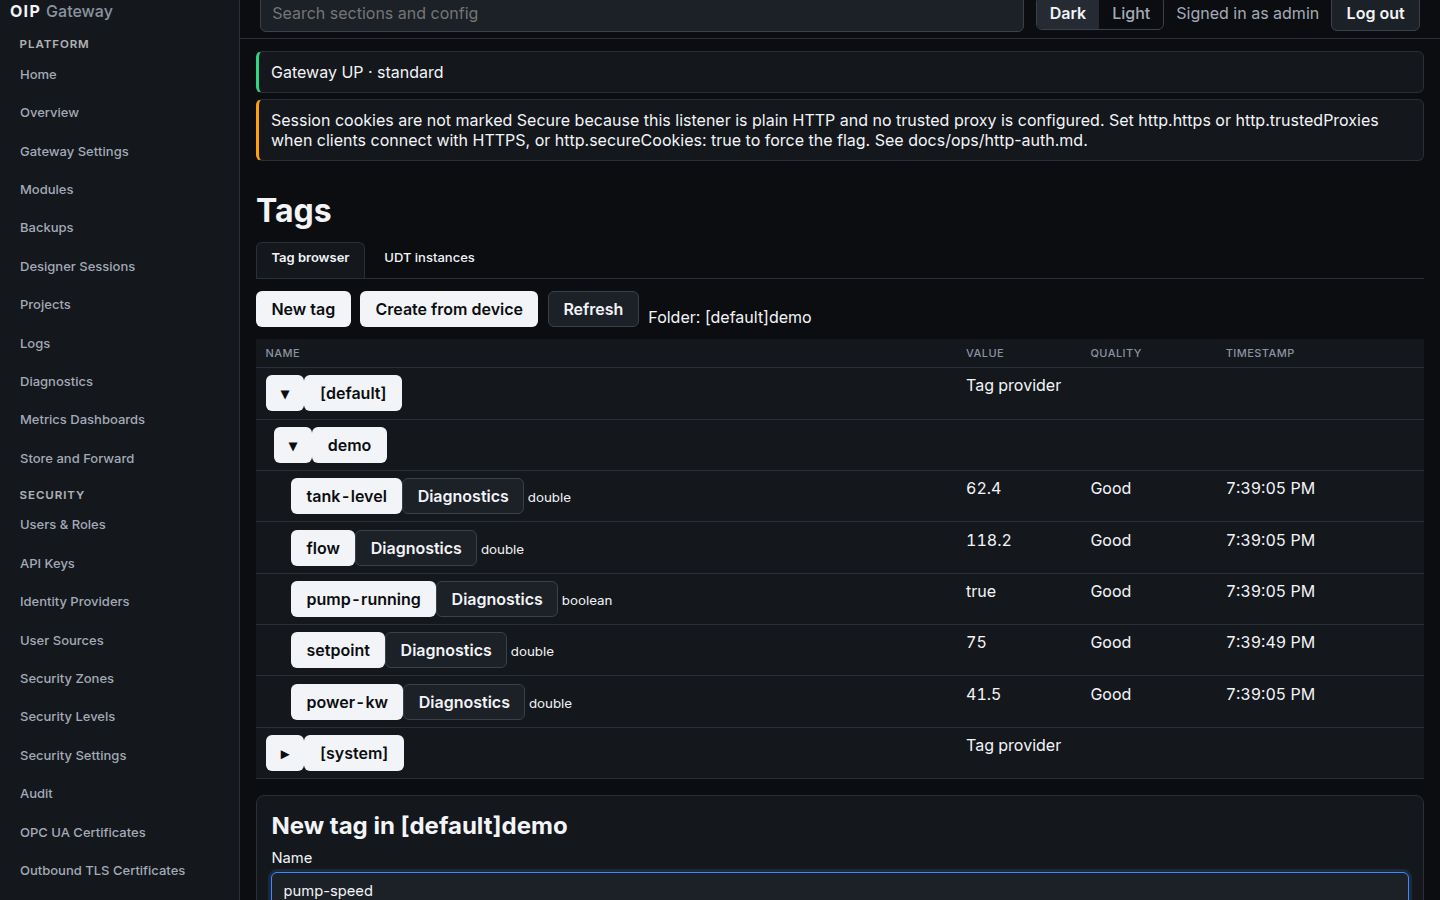 OIP Gateway
PLATFORM
Home
Overview
Gateway Settings
Modules
Backups
Designer Sessions
Projects
Logs
Diagnostics
Metrics Dashboards
Store and Forward
SECURITY
Users & Roles
API Keys
Identity Providers
User Sources
Security Zones
Security Levels
Security Settings
Audit
OPC UA Certificates
Outbound TLS Certificates
Search sections and config
Dark Light Signed in as admin Log out
Gateway UP · standard
Session cookies are not marked Secure because this listener is plain HTTP and no trusted proxy is configured. Set http.https or http.trustedProxies
when clients connect with HTTPS, or http.secureCookies: true to force the flag. See docs/ops/http-auth.md.
Tags
Tag browser UDT instances
New tag Create from device Refresh Folder: [default]demo
NAME VALUE QUALITY TIMESTAMP
▼ [default] Tag provider
▼ demo
tank-level Diagnostics double 62.4 Good 7:39:05 PM
flow Diagnostics double 118.2 Good 7:39:05 PM
pump-running Diagnostics boolean true Good 7:39:05 PM
setpoint Diagnostics double 75 Good 7:39:49 PM
power-kw Diagnostics double 41.5 Good 7:39:05 PM
► [system] Tag provider
New tag in [default]demo
Name
pump-speed